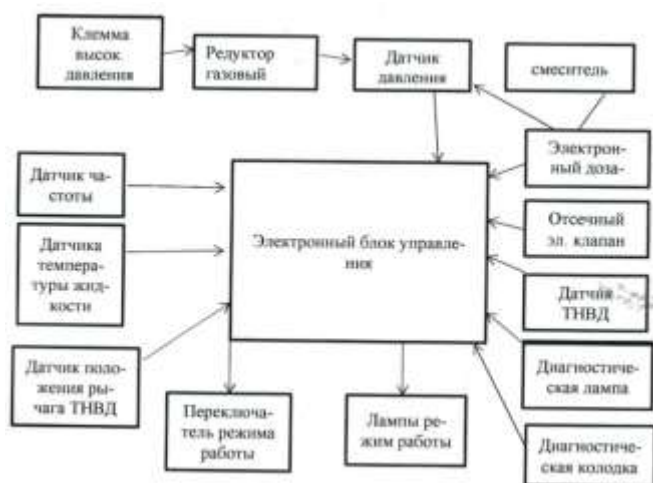 Клемма
высок
давления
Редуктор
газовый
Датчик
давления
смеситель
Датчик ча-
стоты
Электрон-
ный доза-
Датчика
температу-
ры жид-
кости
Электронный блок управле-
ния
Отсечный
эл. клапан
Датчик
ТНВД
Датчик поло-
жения ры-
чага ТНВД
Переключа-
тель режима
работы
Лампы ре-
жим работы
Диагностиче-
ская лампа
Диагностиче-
ская колодка